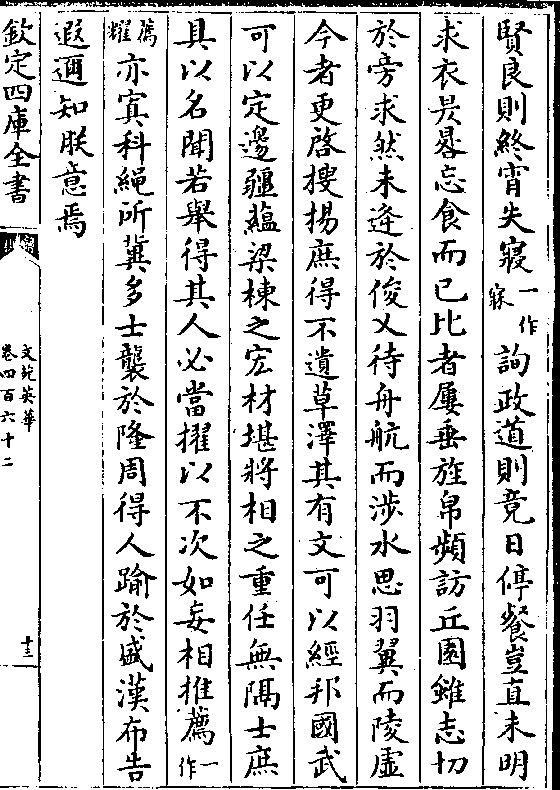 賢良則終宵失寢一作寐詢政道則竟日停餐豈直未明
求衣昃晷忘食而已比者屢垂旌帛頻訪丘園雖志切
於旁求然未逢於俊乂待舟航而涉水思羽翼而陵虛
今者更啓搜揚庶得不遺草澤其有文可以經邦國武
可以定邊疆蘊梁棟之宏材堪將相之重任無隔士庶
具以名聞若舉得其人必當擢以不次如妄相推薦一作
薦耀亦寘科繩所冀多士襲於隆周得人踰於盛漢布告
遐邇知朕意焉
欽定四庫全書
文苑英華
卷四百六十二
十三